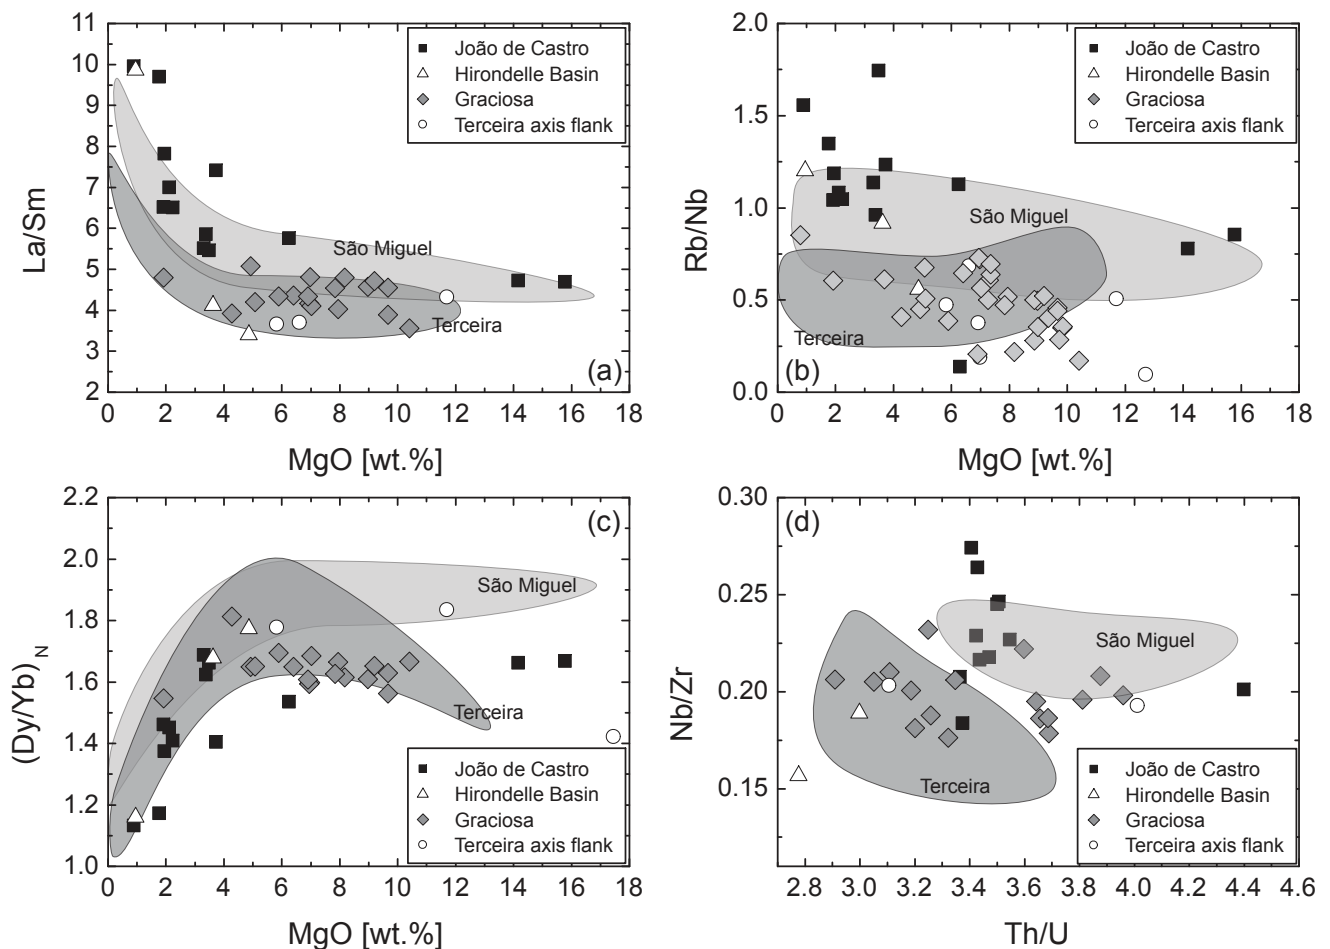 La/Sm
11
10
9
8
7
6
5
4
3
2
João de Castro
Hirondelle Basin
Graciosa
Terceira axis flank
São Miguel
Terceira
(a)
0 2 4 6 8 10 12 14 16 18
MgO [wt.%]
Rb/Nb
2.0
1.5
1.0
0.5
0.0
João de Castro
Hirondelle Basin
Graciosa
Terceira axis flank
São Miguel
Terceira
(b)
0 2 4 6 8 10 12 14 16 18
MgO [wt.%]
(Dy/Yb)N
2.2
2.0
1.8
1.6
1.4
1.2
1.0
(c)
São Miguel
Terceira
João de Castro
Hirondelle Basin
Graciosa
Terceira axis flank
0 2 4 6 8 10 12 14 16 18
MgO [wt.%]
Nb/Zr
0.30
0.25
0.20
0.15
(d)
São Miguel
Terceira
João de Castro
Hirondelle Basin
Graciosa
Terceira axis flank
2.8 3.0 3.2 3.4 3.6 3.8 4.0 4.2 4.4 4.6
Th/U